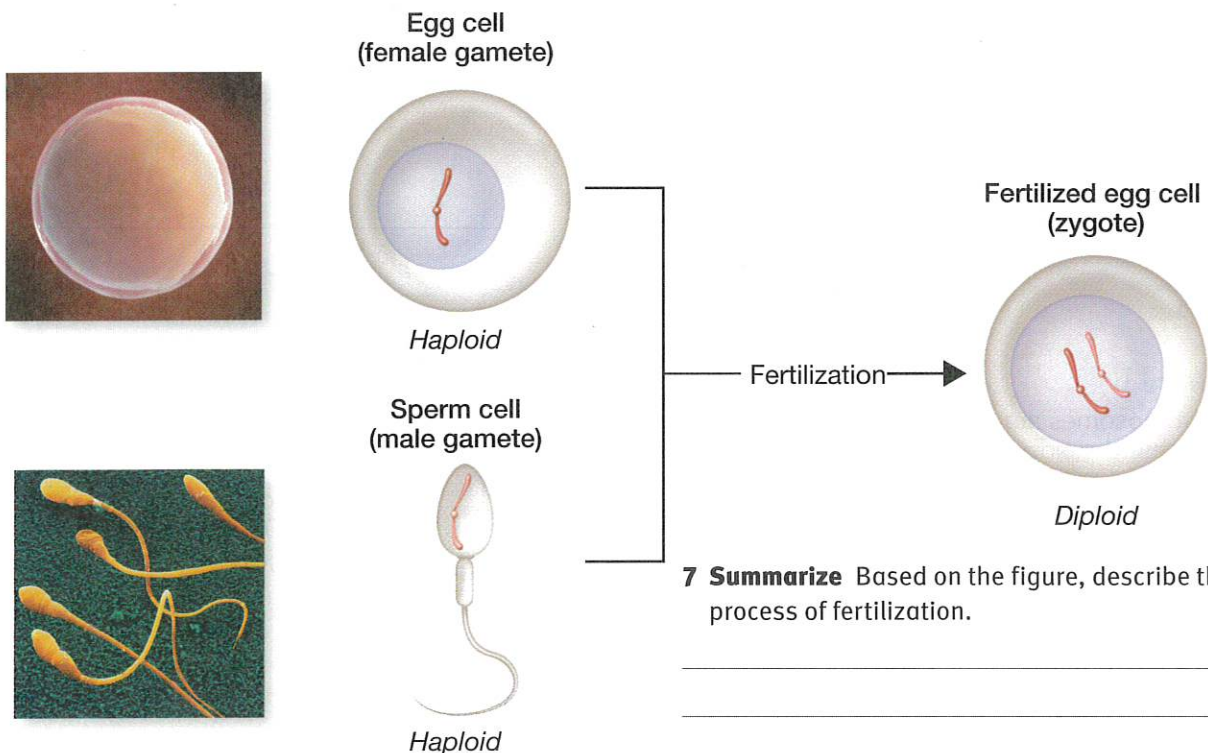 Egg cell
(female gamete)
Haploid
Sperm cell
(male gamete)
Haploid
Fertilization
Fertilized egg cell
(zygote)
Diploid
7 Summarize Based on the figure, describe
process of fertilization.